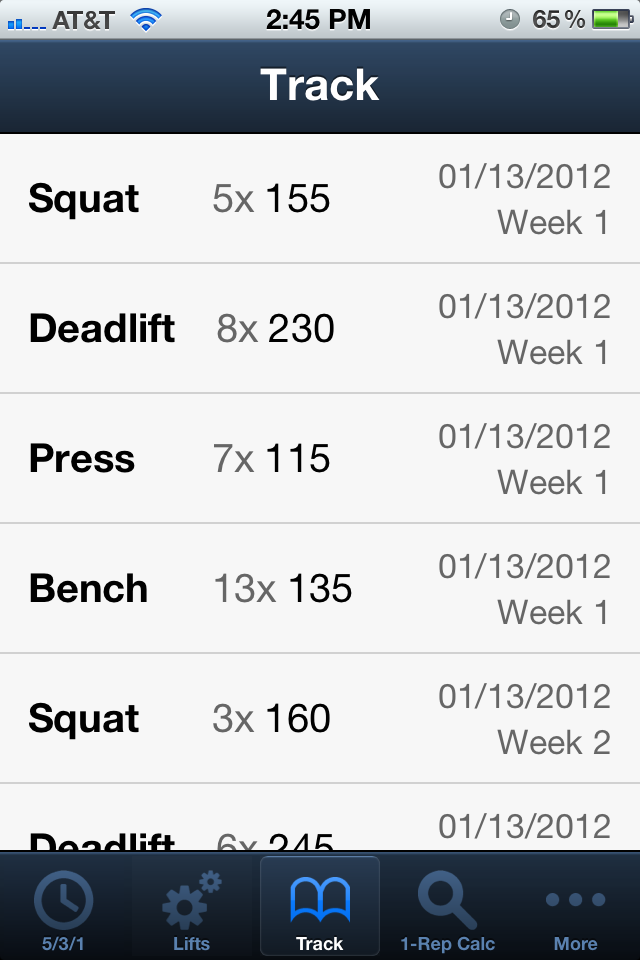 AT&T 2:45 PM 65%
Track
Squat 5x 155 01/13/2012
Week 1
Deadlift 8x 230 01/13/2012
Week 1
Press 7x 115 01/13/2012
Week 1
Bench 13x 135 01/13/2012
Week 1
Squat 3x 160 01/13/2012
Week 2
Deadlift 6x 245 01/13/2012
5/3/1 Lifts Track 1-Rep Calc More